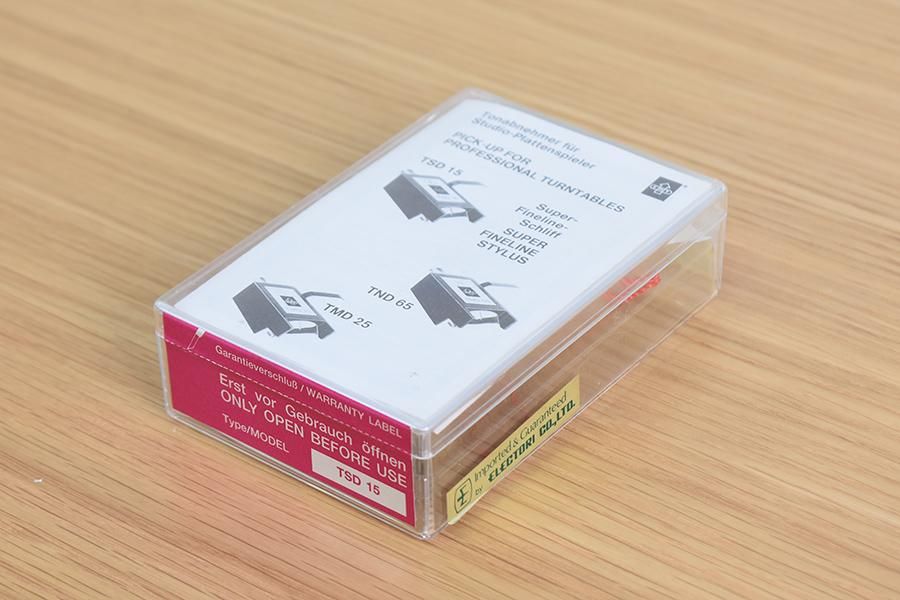 Tonabnehmer für
Studio-Plattenspieler
PICK-UP FOR
PROFESSIONAL TURNTABLES
TSD 15
Super-
Fineline-
Schliff
SUPER
FINELINE
STYLUS
TND 65
TMD 25
Garantieverschluß / WARRANTY LABEL
Erst vor Gebrauch öffnen
ONLY OPEN BEFORE USE
Type/MODEL
TSD 15
Imported & Guaranteed
by ELECTORI CO.,LTD.